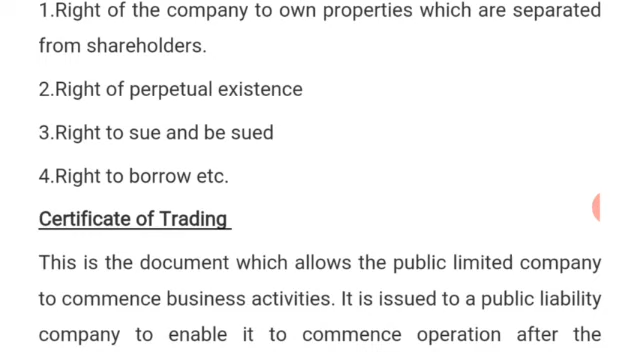 1.Right of the company to own properties which are separated
from shareholders.
2.Right of perpetual existence
3.Right to sue and be sued
4.Right to borrow etc.
Certificate of Trading
This is the document which allows the public limited company
to commence business activities. It is issued to a public liability
company to enable it to commence operation after the